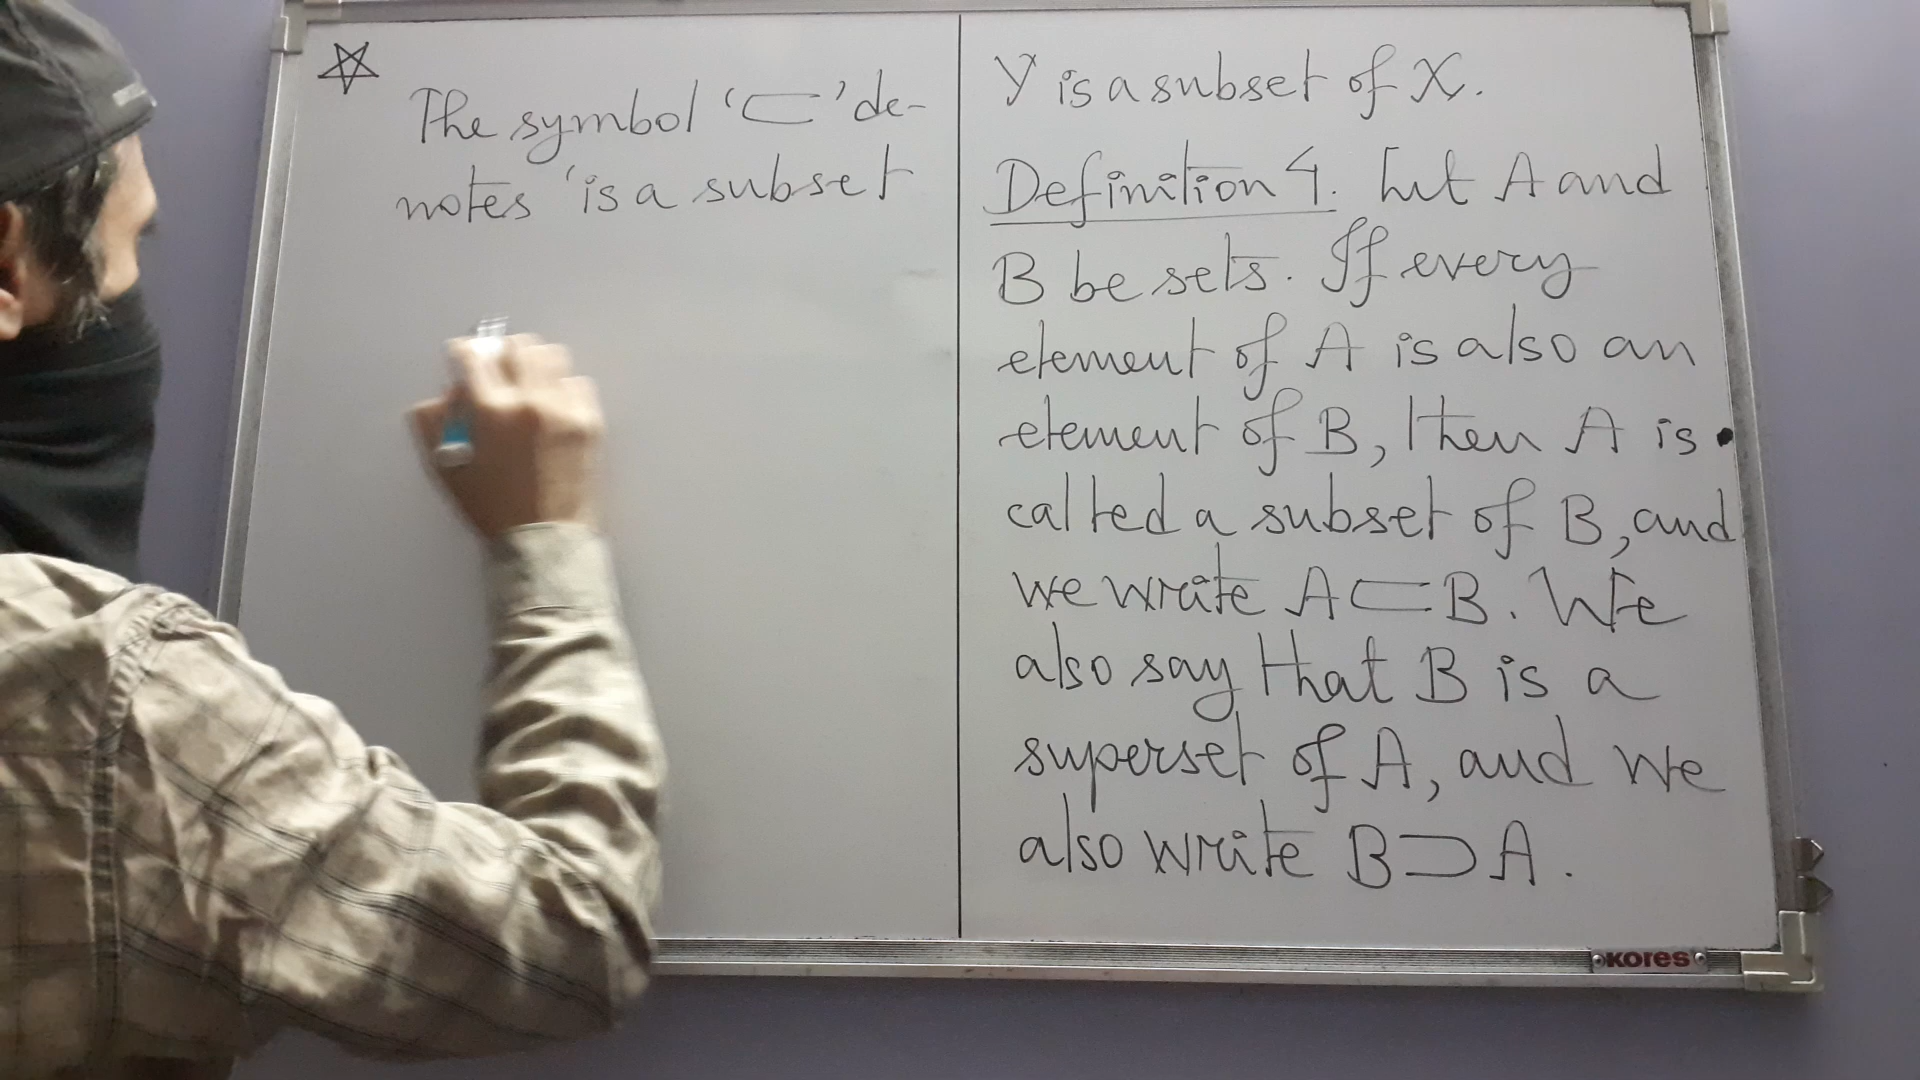 The symbol ‘⊂’ de-
notes ‘is a subset
Y is a subset of X.
Definition 4. Let A and
B be sets. If every
element of A is also an
element of B, then A is
called a subset of B, and
we write A ⊂ B. We
also say that B is a
superset of A, and we
also write B ⊃ A.
kores